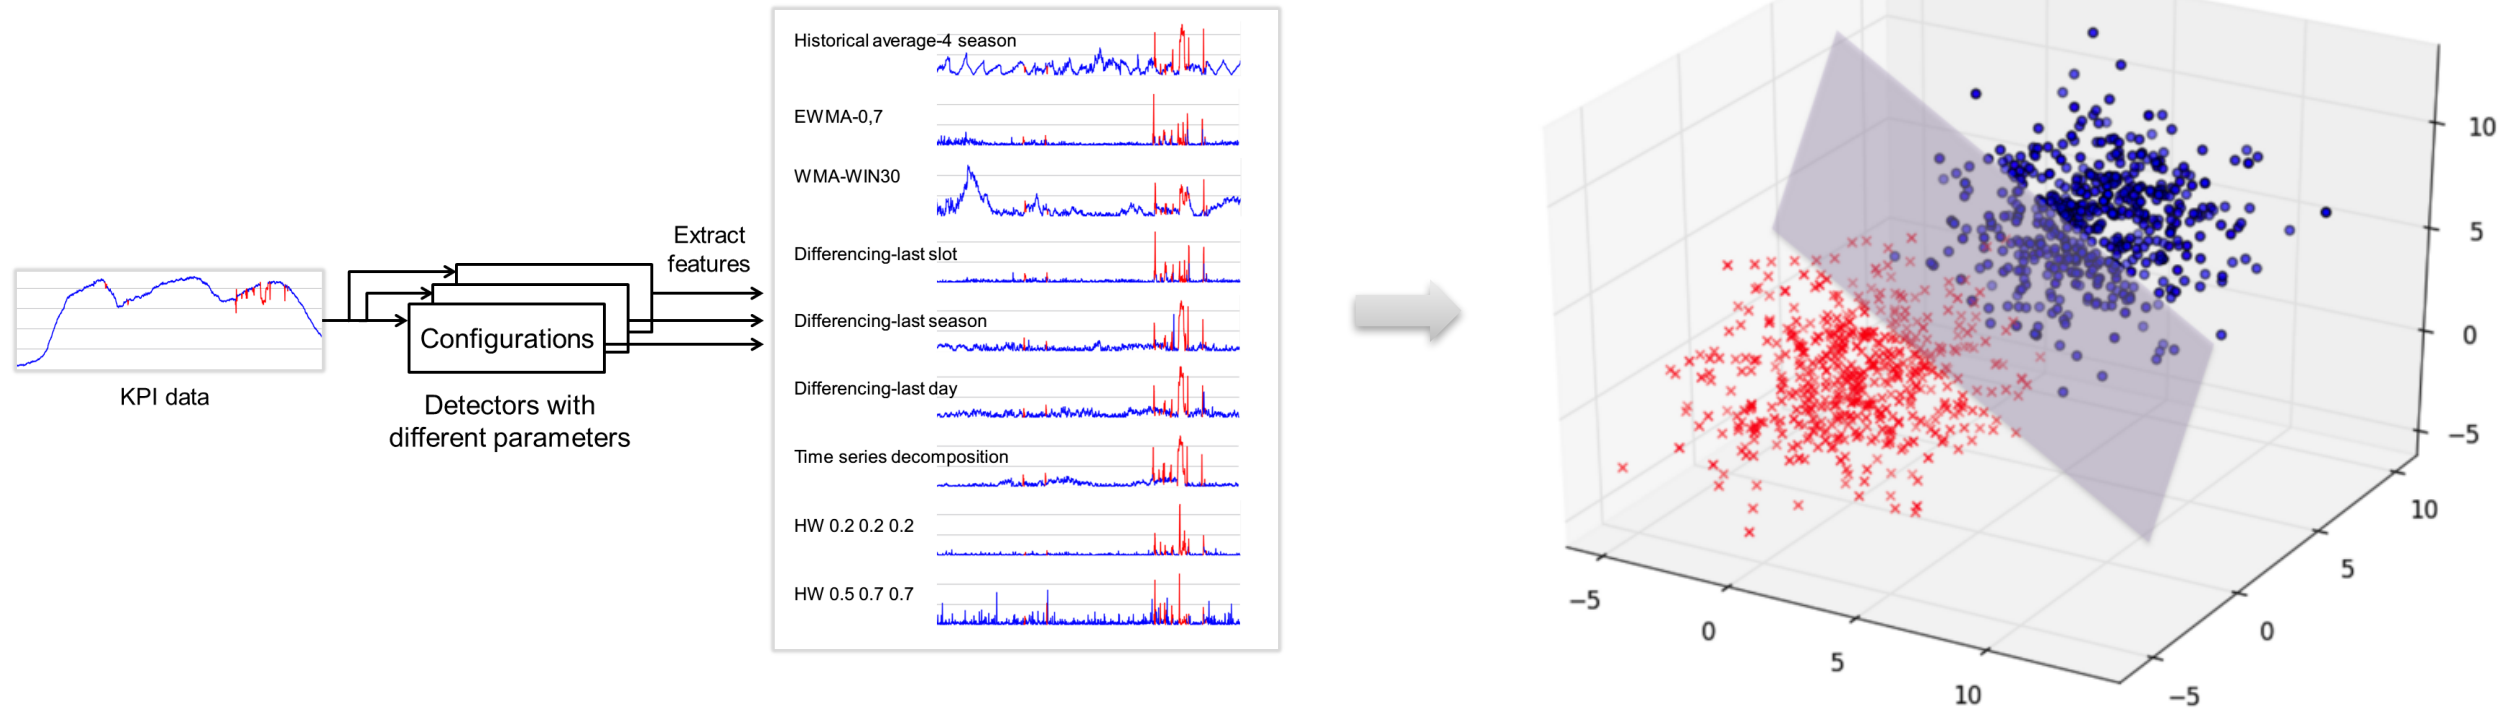 KPI data
Configurations
Detectors with
different parameters
Extract
features
Historical average-4 season
EWMA-0,7
WMA-WIN30
Differencing-last slot
Differencing-last season
Differencing-last day
Time series decomposition
HW 0.2 0.2 0.2
HW 0.5 0.7 0.7
10
5
0
−5
10
5
0
−5
−5
0
5
10